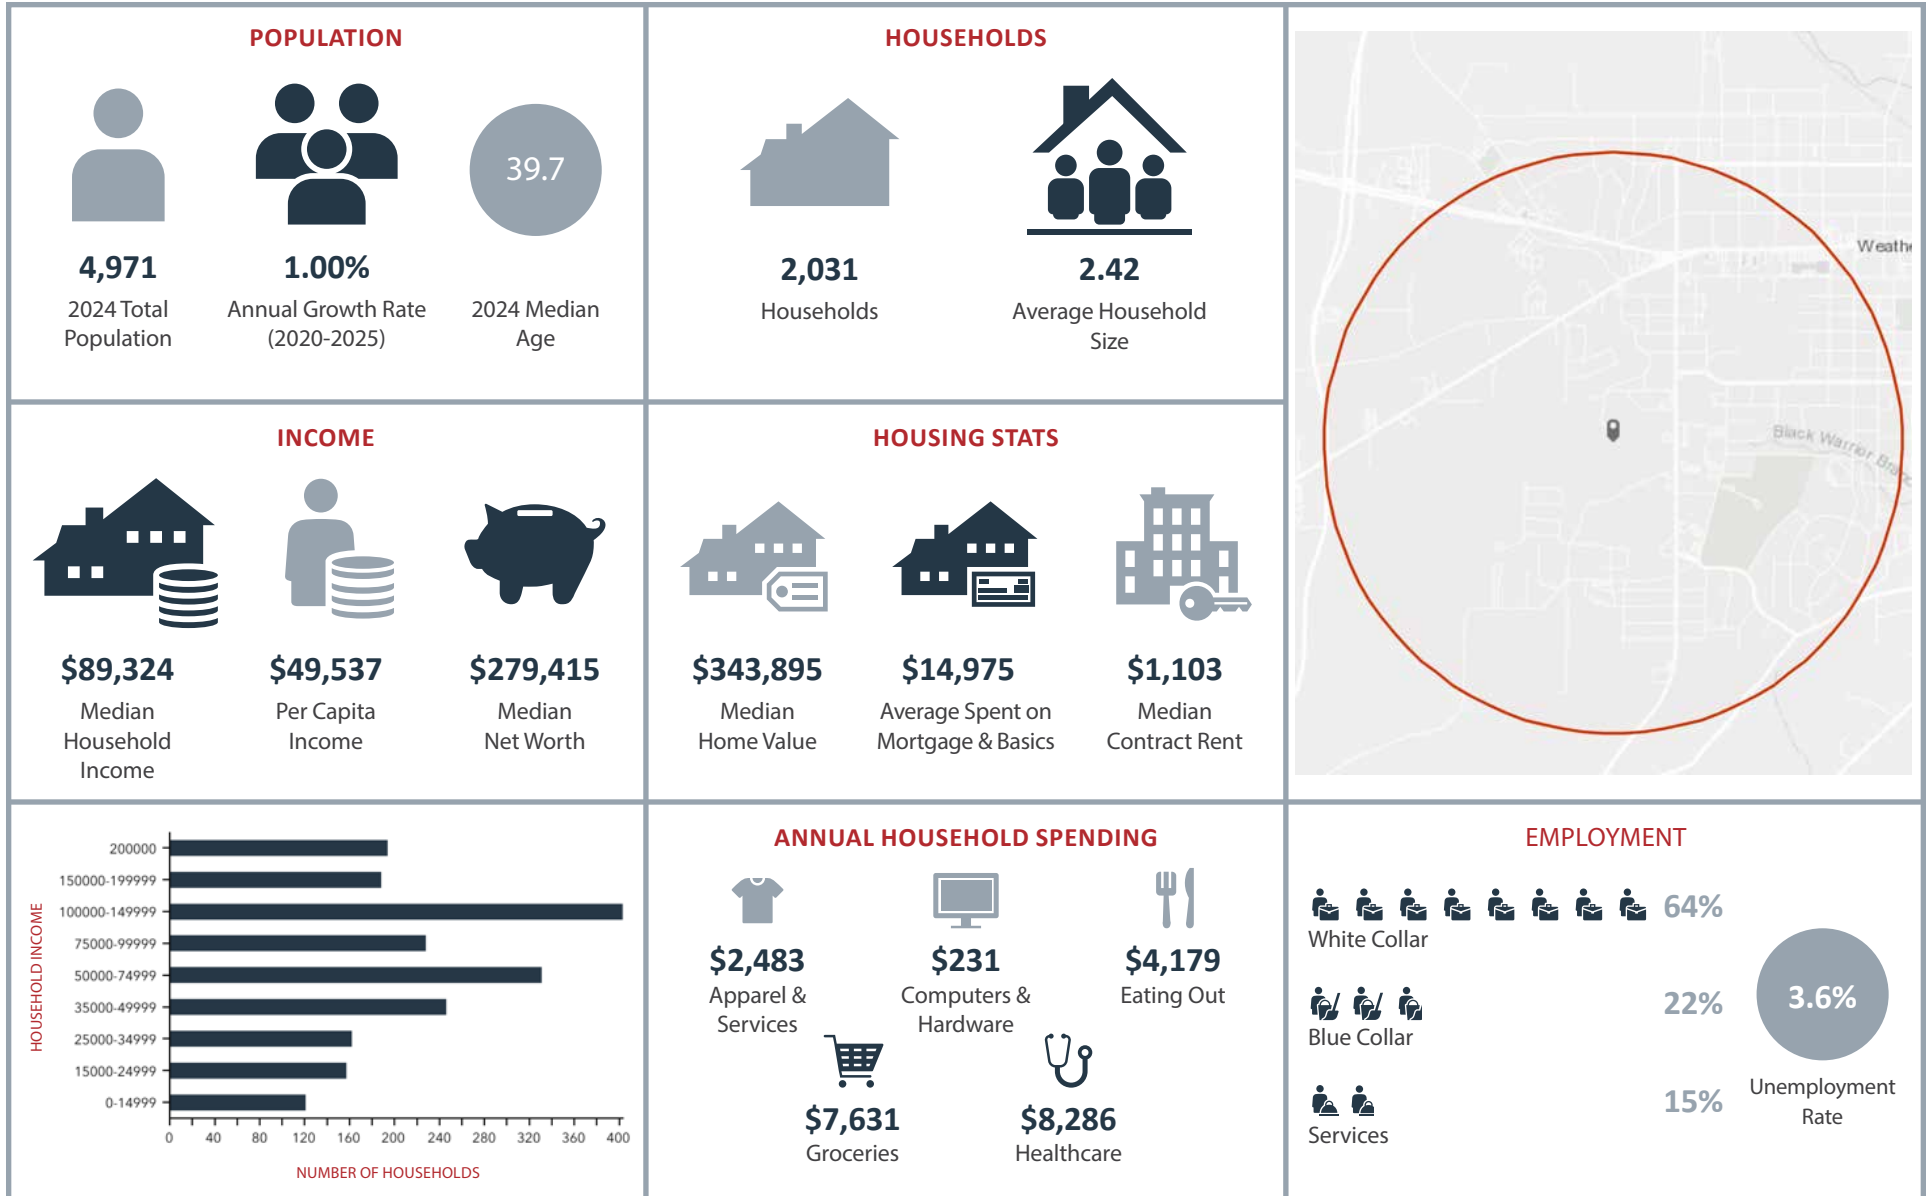 POPULATION
39.7
4,971
1.00%
2024 Total
Population
Annual Growth Rate
(2020-2025)
2024 Median
Age
HOUSEHOLDS
2,031
2.42
Households
Average Household
Size
Weathe
Black Warrior Branc
INCOME
$89,324
$49,537
$279,415
Median
Household
Income
Per Capita
Income
Median
Net Worth
HOUSING STATS
$343,895
$14,975
$1,103
Median
Home Value
Average Spent on
Mortgage & Basics
Median
Contract Rent
HOUSEHOLD INCOME
200000
150000-199999
100000-149999
75000-99999
50000-74999
35000-49999
25000-34999
15000-24999
0-14999
0 40 80 120 160 200 240 280 320 360 400
NUMBER OF HOUSEHOLDS
ANNUAL HOUSEHOLD SPENDING
$2,483
$231
$4,179
Apparel &
Services
Computers &
Hardware
Eating Out
$7,631
$8,286
Groceries
Healthcare
EMPLOYMENT
64%
White Collar
22%
Blue Collar
15%
Services
3.6%
Unemployment
Rate